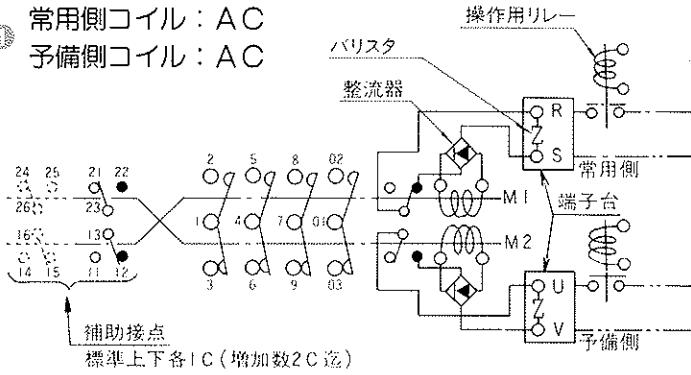 常用側コイル：AC
予備側コイル：AC
操作用リレー
バリスタ
整流器
R
S
常用側
24 25 21 22
2 5 8 02
26 23
1 4 7 01
M1
端子台
16 13
M2
14 15 11 12
3 6 9 03
U
V
予備側
補助接点
標準上下各1C（増加数2C迄）